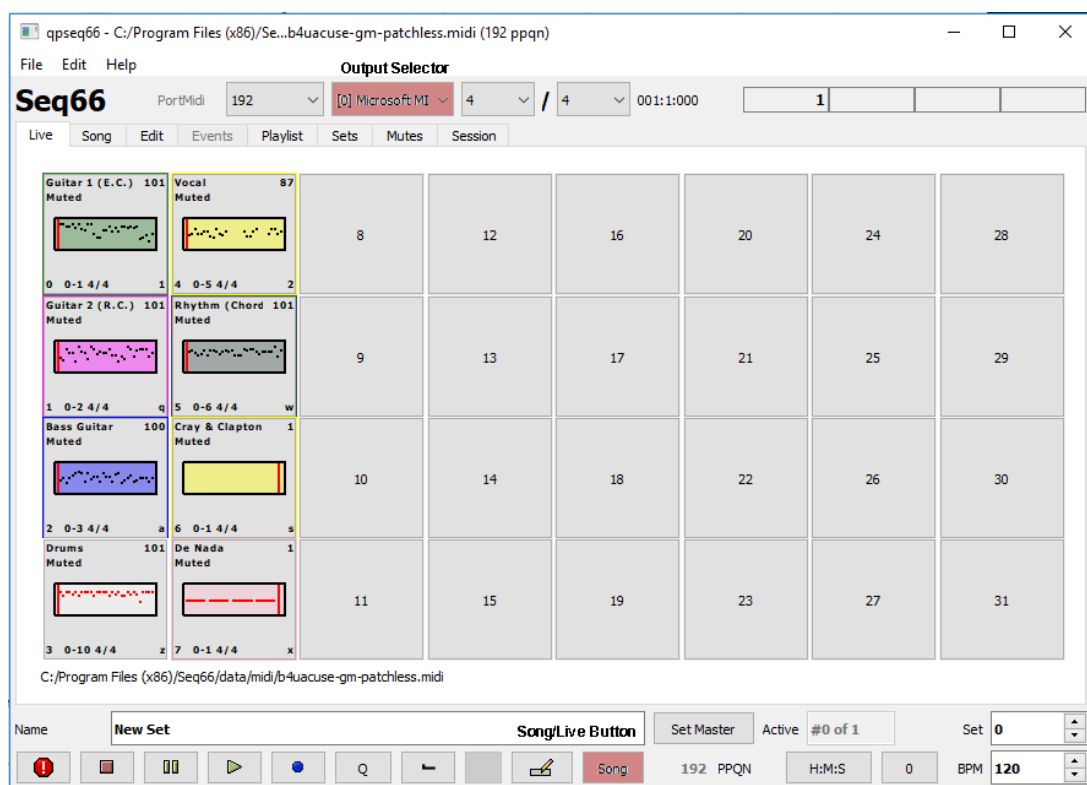 qpseq66 - C:/Program Files (x86)/Se...b4uacuse-gm-patchless.midi (192 ppqn)
File Edit Help Output Selector
Seq66 PortMidi 192 [0] Microsoft MI 4 / 4 001:1:000 1
Live Song Edit Events Playlist Sets Mutes Session
Guitar 1 (E.C.) 101 Vocal 87
Muted Muted
8 12 16 20 24 28
0 0-1 4/4 1 4 0-5 4/4 2
Guitar 2 (R.C.) 101 Rhythm (Chord 101
Muted Muted
9 13 17 21 25 29
1 0-2 4/4 q 5 0-6 4/4 w
Bass Guitar 100 Cray & Clapton 1
Muted Muted
10 14 18 22 26 30
2 0-3 4/4 a 6 0-1 4/4 s
Drums 101 De Nada 1
Muted Muted
11 15 19 23 27 31
3 0-10 4/4 z 7 0-1 4/4 x
C:/Program Files (x86)/Seq66/data/midi/b4uacuse-gm-patchless.midi
Name New Set Song/Live Button Set Master Active #0 of 1 Set 0
Q Song 192 PPQN H:M:S 0 BPM 120